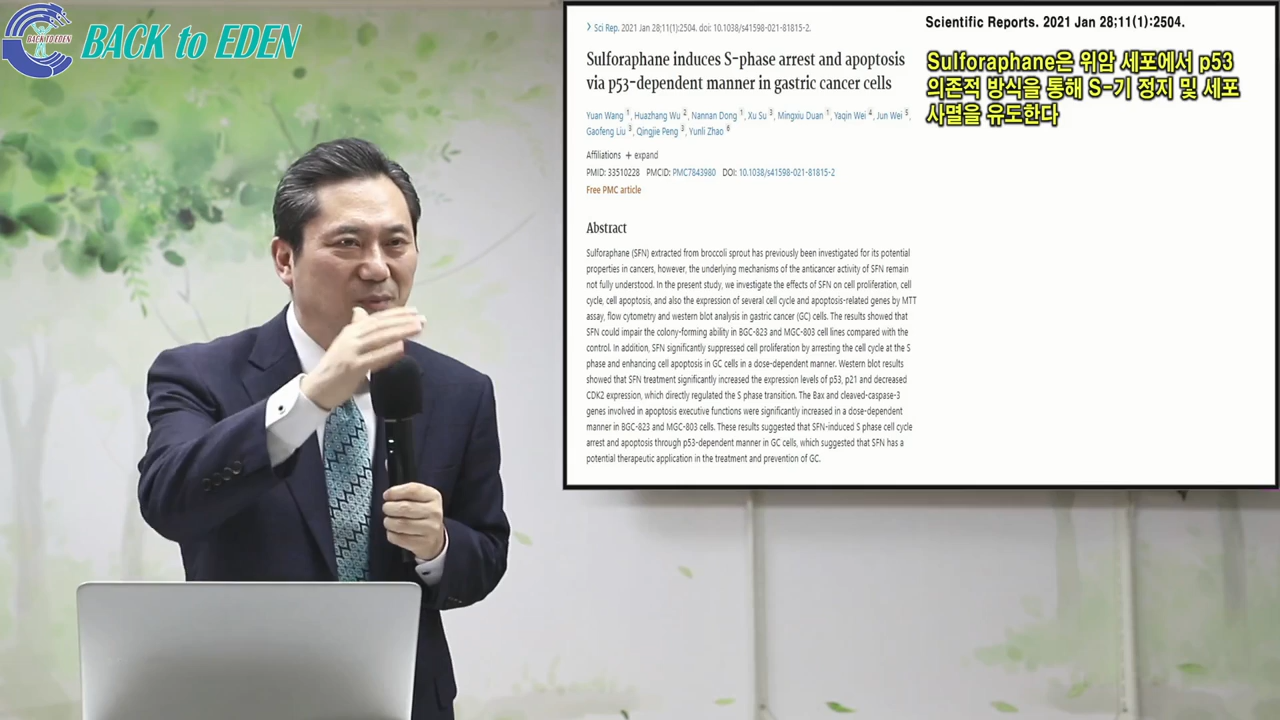 BACK TO EDEN
BACK to EDEN
Sci Rep. 2021 Jan 28;11(1):2504. doi: 10.1038/s41598-021-81815-2.
Sulforaphane induces S-phase arrest and apoptosis
via p53-dependent manner in gastric cancer cells
Yuan Wang 1, Huazhang Wu 2, Nannan Dong 1, Xu Su 3, Mingxiu Duan 1, Yaqin Wei 4, Jun Wei 5,
Gaofeng Liu 3, Qingjie Peng 3, Yunli Zhao 6
Affiliations + expand
PMID: 33510228 PMCID: PMC7843980 DOI: 10.1038/s41598-021-81815-2
Free PMC article
Abstract
Sulforaphane (SFN) extracted from broccoli sprout has previously been investigated for its potential
properties in cancers, however, the underlying mechanisms of the anticancer activity of SFN remain
not fully understood. In the present study, we investigate the effects of SFN on cell proliferation, cell
cycle, cell apoptosis, and also the expression of several cell cycle and apoptosis-related genes by MTT
assay, flow cytometry and western blot analysis in gastric cancer (GC) cells. The results showed that
SFN could impair the colony-forming ability in BGC-823 and MGC-803 cell lines compared with the
control. In addition, SFN significantly suppressed cell proliferation by arresting the cell cycle at the S
phase and enhancing cell apoptosis in GC cells in a dose-dependent manner. Western blot results
showed that SFN treatment significantly increased the expression levels of p53, p21 and decreased
CDK2 expression, which directly regulated the S phase transition. The Bax and cleaved-caspase-3
genes involved in apoptosis executive functions were significantly increased in a dose-dependent
manner in BGC-823 and MGC-803 cells. These results suggested that SFN-induced S phase cell cycle
arrest and apoptosis through p53-dependent manner in GC cells, which suggested that SFN has a
potential therapeutic application in the treatment and prevention of GC.
Scientific Reports. 2021 Jan 28;11(1):2504.
Sulforaphane은 위암 세포에서 p53
의존적 방식을 통해 S-기 정지 및 세포
사멸을 유도한다